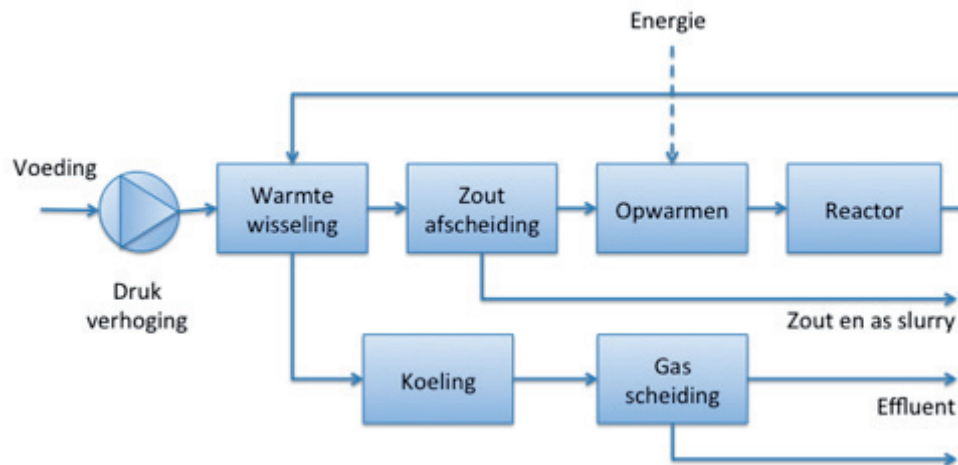 Energie
Voeding
Warmte
wisseling
Zout
afscheiding
Opwarmen
Reactor
Druk
verhoging
Zout en as slurry
Koeling
Gas
scheiding
Effluent